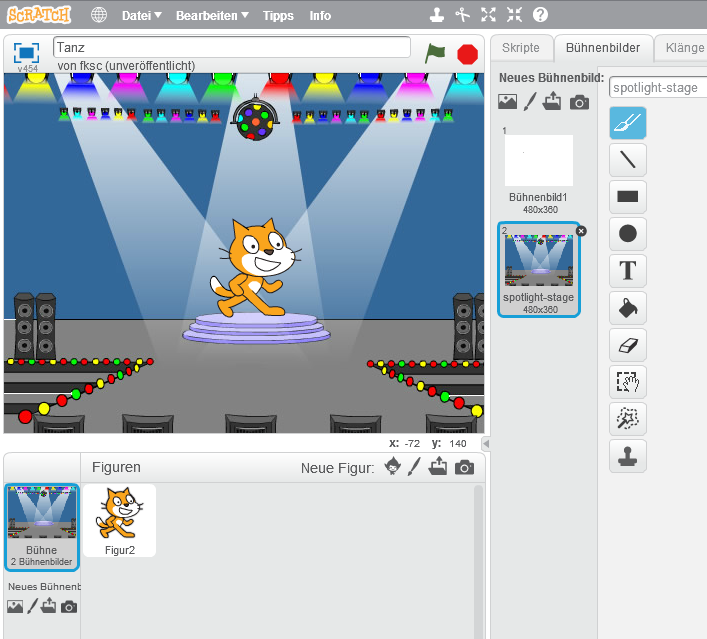 SCRATCH Datei Bearbeiten Tipps Info
Tanz
von fksc (unveröffentlicht)
v454
Skripte Bühnenbilder Klänge
Neues Bühnenbild:
spotlight-stage
1
Bühnenbild1
480x360
2
spotlight-stage
480x360
T
x: -72 y: 140
Figuren Neue Figur:
Bühne
2 Bühnenbilder
Figur2
Neues Bühnenb